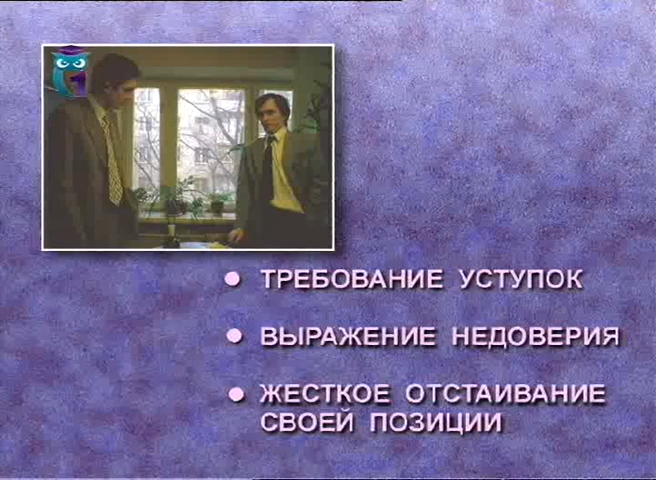 ТРЕБОВАНИЕ УСТУПОК
ВЫРАЖЕНИЕ НЕДОВЕРИЯ
ЖЕСТКОЕ ОТСТАИВАНИЕ
СВОЕЙ ПОЗИЦИИ